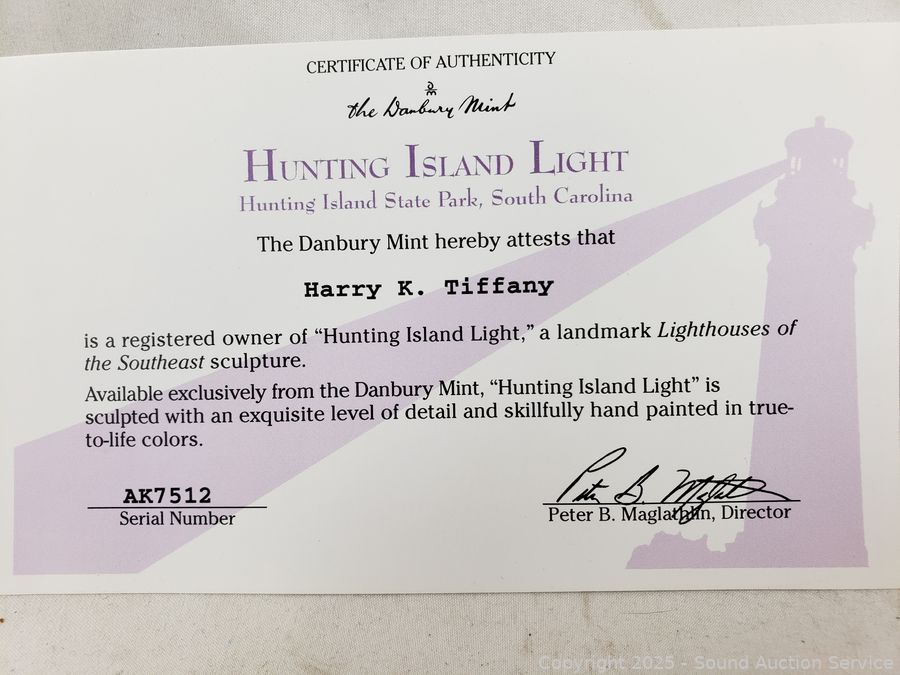 CERTIFICATE OF AUTHENTICITY
DM
the Danbury Mint
HUNTING ISLAND LIGHT
Hunting Island State Park, South Carolina
The Danbury Mint hereby attests that
Harry K. Tiffany
is a registered owner of “Hunting Island Light,” a landmark Lighthouses of
the Southeast sculpture.
Available exclusively from the Danbury Mint, “Hunting Island Light” is
sculpted with an exquisite level of detail and skillfully hand painted in true-
to-life colors.
AK7512
Serial Number
Peter B. Maglathlin
Peter B. Maglathlin, Director
Copyright 2025 - Sound Auction Service